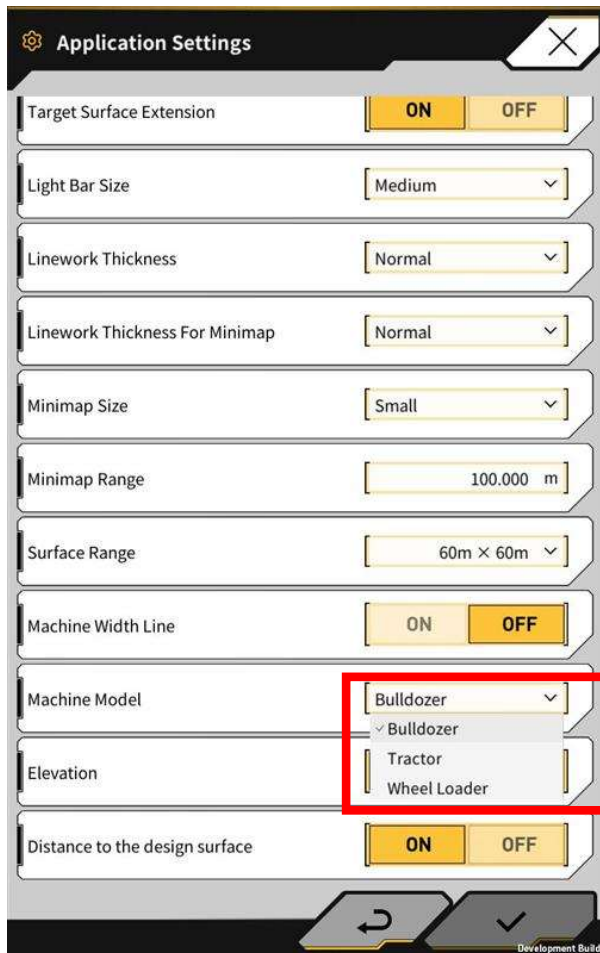 Application Settings
Target Surface Extension ON OFF
Light Bar Size Medium
Linework Thickness Normal
Linework Thickness For Minimap Normal
Minimap Size Small
Minimap Range 100.000 m
Surface Range 60m × 60m
Machine Width Line ON OFF
Machine Model Bulldozer
Bulldozer
Tractor
Elevation
Wheel Loader
Distance to the design surface ON OFF
Development Build